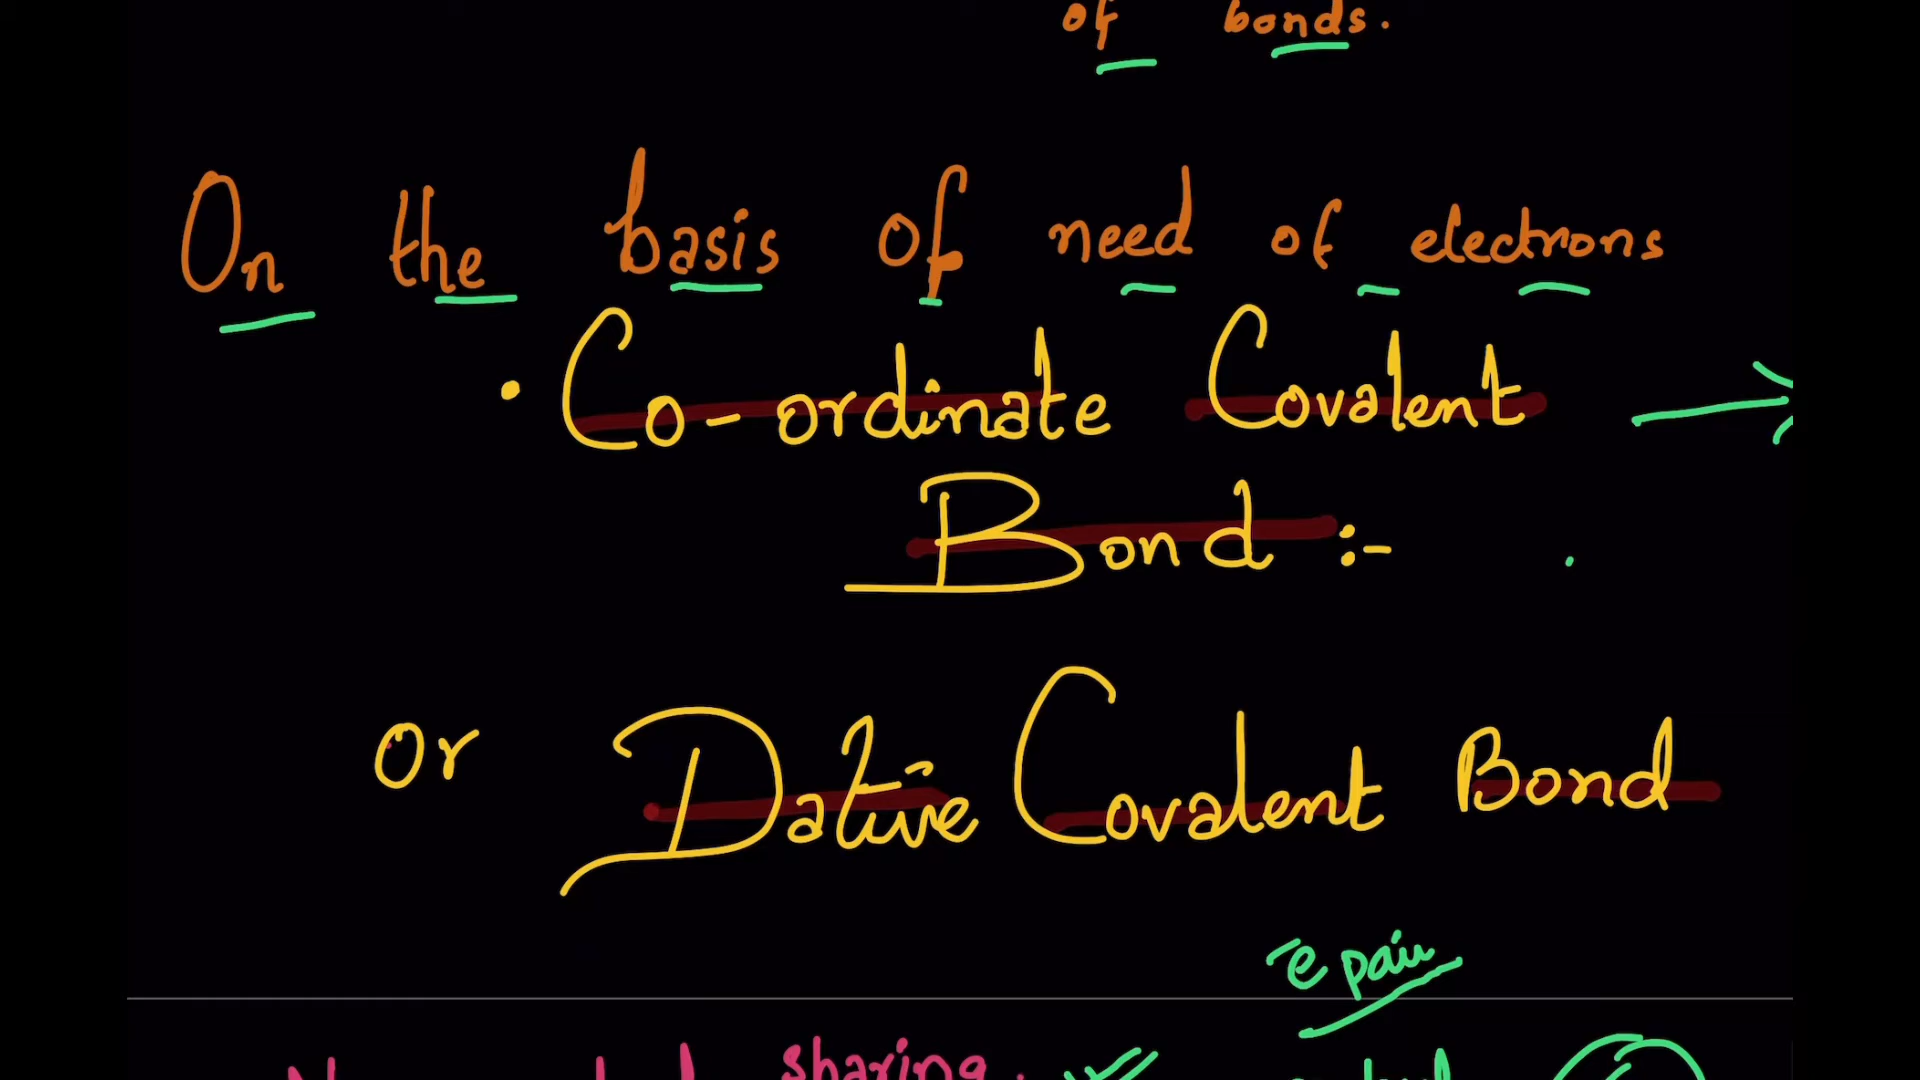 of bonds.
On the basis of need of electrons
• Co-ordinate Covalent →
Bond :-
or Dative Covalent Bond
e pair
sharing.